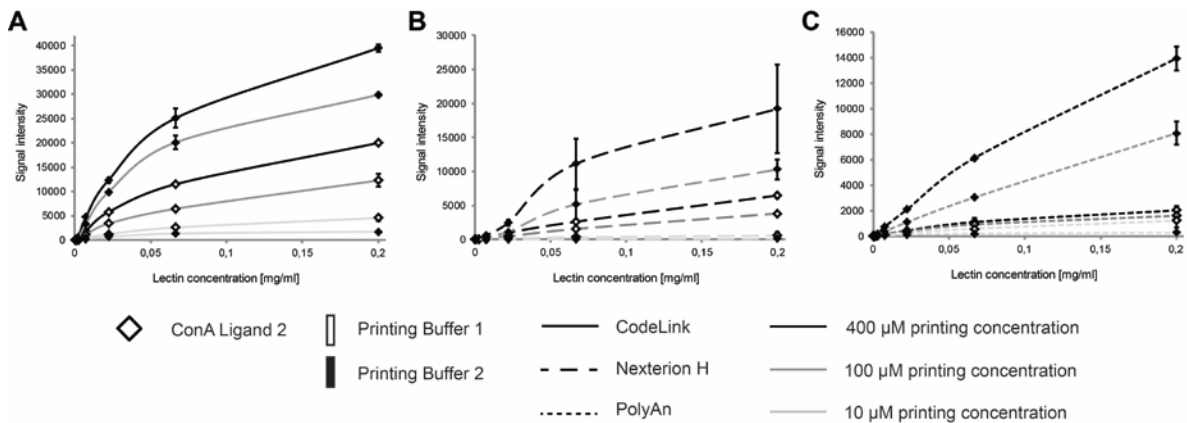 A
Signal intensity
40000
35000
30000
25000
20000
15000
10000
5000
0
0 0,05 0,1 0,15 0,2
Lectin concentration [mg/ml]
B
Signal intensity
30000
25000
20000
15000
10000
5000
0
0 0,05 0,1 0,15 0,2
Lectin concentration [mg/ml]
C
Signal intensity
16000
14000
12000
10000
8000
6000
4000
2000
0
0 0,05 0,1 0,15 0,2
Lectin concentration [mg/ml]
ConA Ligand 2
Printing Buffer 1
Printing Buffer 2
CodeLink
Nexterion H
PolyAn
400 µM printing concentration
100 µM printing concentration
10 µM printing concentration